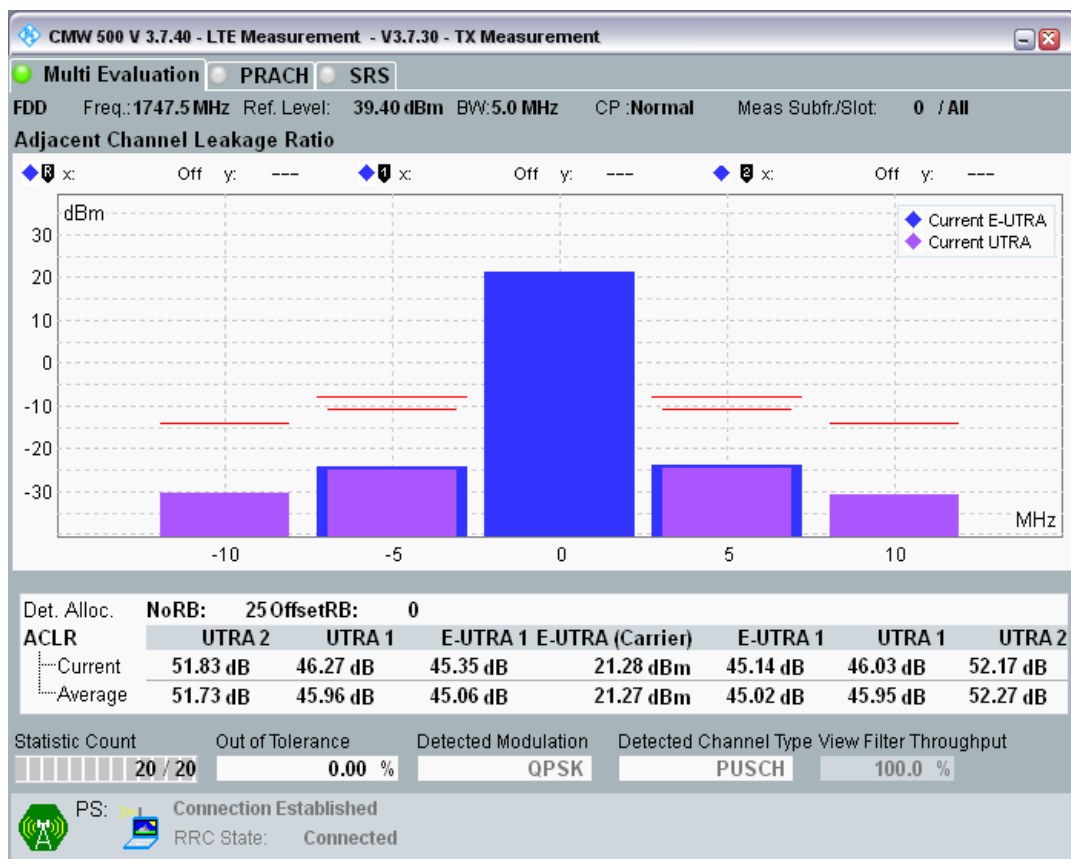 CMW 500 V 3.7.40 - LTE Measurement - V3.7.30 - TX Measurement
Multi Evaluation PRACH SRS
FDD Freq.: 1747.5 MHz Ref. Level: 39.40 dBm BW: 5.0 MHz CP : Normal Meas Subfr./Slot: 0 / All
Adjacent Channel Leakage Ratio
R x: Off y: --- 1 x: Off y: --- 2 x: Off y: ---
dBm
Current E-UTRA
Current UTRA
30
20
10
0
-10
-20
-30
MHz
-10 -5 0 5 10
Det. Alloc. NoRB: 25 OffsetRB: 0
ACLR UTRA 2 UTRA 1 E-UTRA 1 E-UTRA (Carrier) E-UTRA 1 UTRA 1 UTRA 2
Current 51.83 dB 46.27 dB 45.35 dB 21.28 dBm 45.14 dB 46.03 dB 52.17 dB
Average 51.73 dB 45.96 dB 45.06 dB 21.27 dBm 45.02 dB 45.95 dB 52.27 dB
Statistic Count Out of Tolerance Detected Modulation Detected Channel Type View Filter Throughput
20 / 20 0.00 % QPSK PUSCH 100.0 %
PS: Connection Established
RRC State: Connected